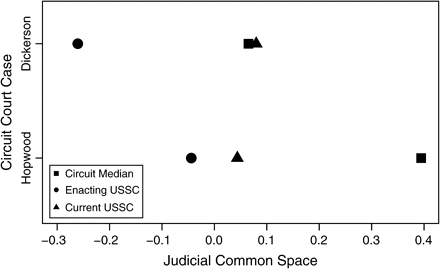 Circuit Court Case
Dickerson
Hopwood
Circuit Median
Enacting USSC
Current USSC
−0.3 −0.2 −0.1 0.0 0.1 0.2 0.3 0.4
Judicial Common Space